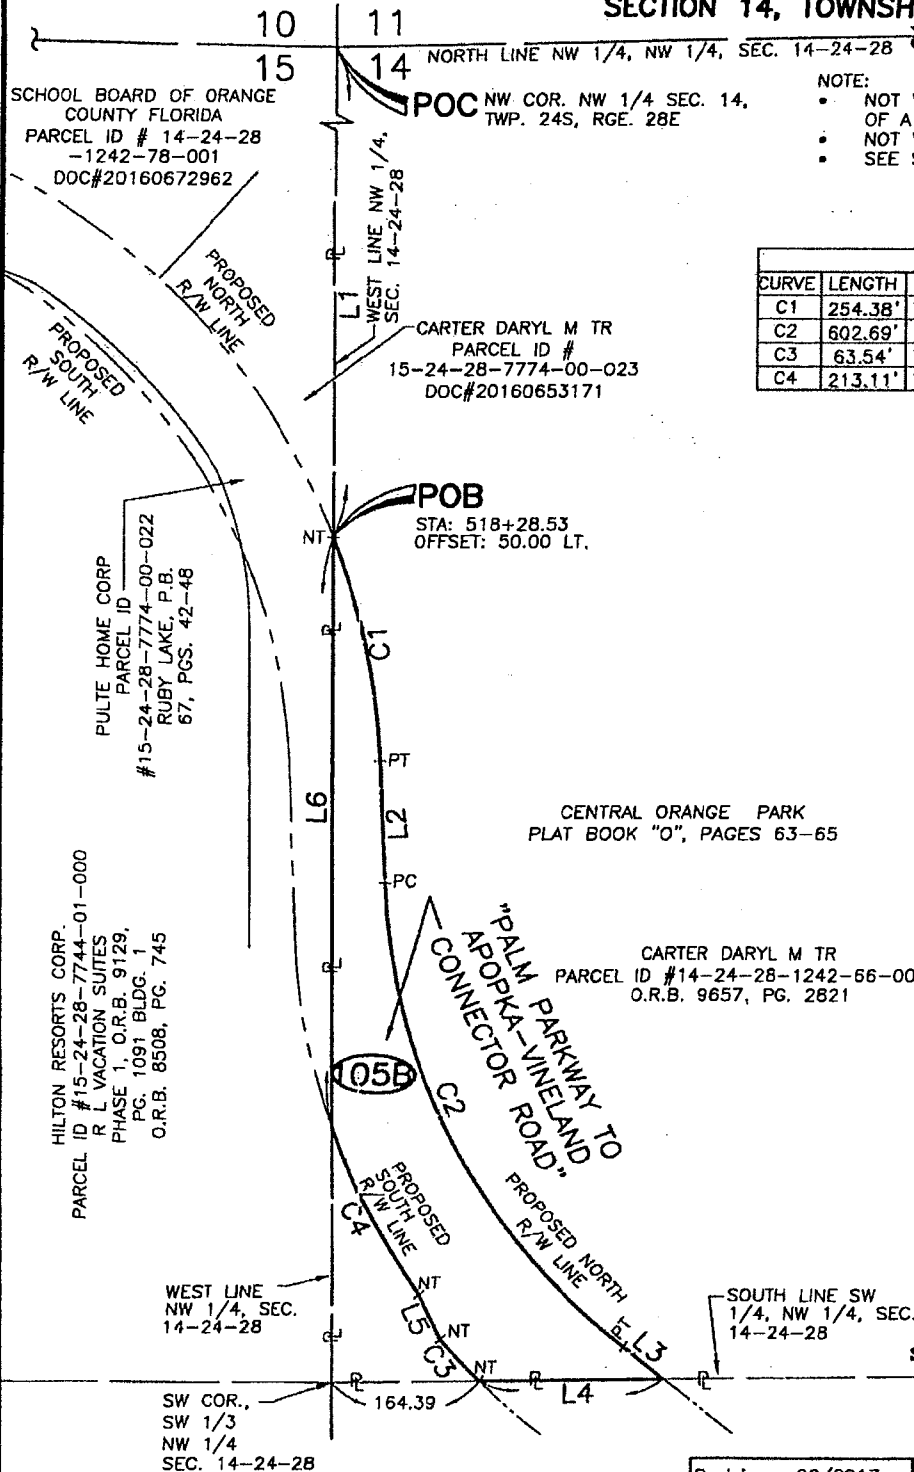 SECTION 14, TOWNSH
10
11
15
14
NORTH LINE NW 1/4, NW 1/4, SEC. 14-24-28
POC
NW COR. NW 1/4 SEC. 14,
TWP. 24S, RGE. 28E
NOTE:
• NOT
OF A
• NOT
• SEE
SCHOOL BOARD OF ORANGE
COUNTY FLORIDA
PARCEL ID # 14-24-28
-1242-78-001
DOC#20160672962
WEST LINE NW 1/4,
SEC. 14-24-28
L1
PROPOSED
NORTH
R/W LINE
PROPOSED
SOUTH
R/W LINE
CURVE LENGTH
C1 254.38'
C2 602.69'
C3 63.54'
C4 213.11'
CARTER DARYL M TR
PARCEL ID #
15-24-28-7774-00-023
DOC#20160653171
POB
STA: 518+28.53
OFFSET: 50.00 LT.
NT
PULTE HOME CORP
PARCEL ID
#15-24-28-7774-00-022
RUBY LAKE, P.B.
67, PGS. 42-48
C1
PT
L6
L2
PC
CENTRAL ORANGE PARK
PLAT BOOK "O", PAGES 63-65
HILTON RESORTS CORP.
PARCEL ID #15-24-28-7744-01-000
R L VACATION SUITES
PHASE 1, O.R.B. 9129,
PG. 1091 BLDG. 1
O.R.B. 8508, PG. 745
"PALM PARKWAY TO
APOPKA-VINELAND
CONNECTOR ROAD"
CARTER DARYL M TR
PARCEL ID #14-24-28-1242-66-00
O.R.B. 9657, PG. 2821
105B
C2
PROPOSED
SOUTH
R/W LINE
C4
PROPOSED NORTH
R/W LINE
WEST LINE
NW 1/4, SEC.
14-24-28
NT
L5
NT
C3
NT
PT
L3
SOUTH LINE SW
1/4, NW 1/4, SEC.
14-24-28
164.39
L4
SW COR.,
SW 1/3
NW 1/4
SEC. 14-24-28